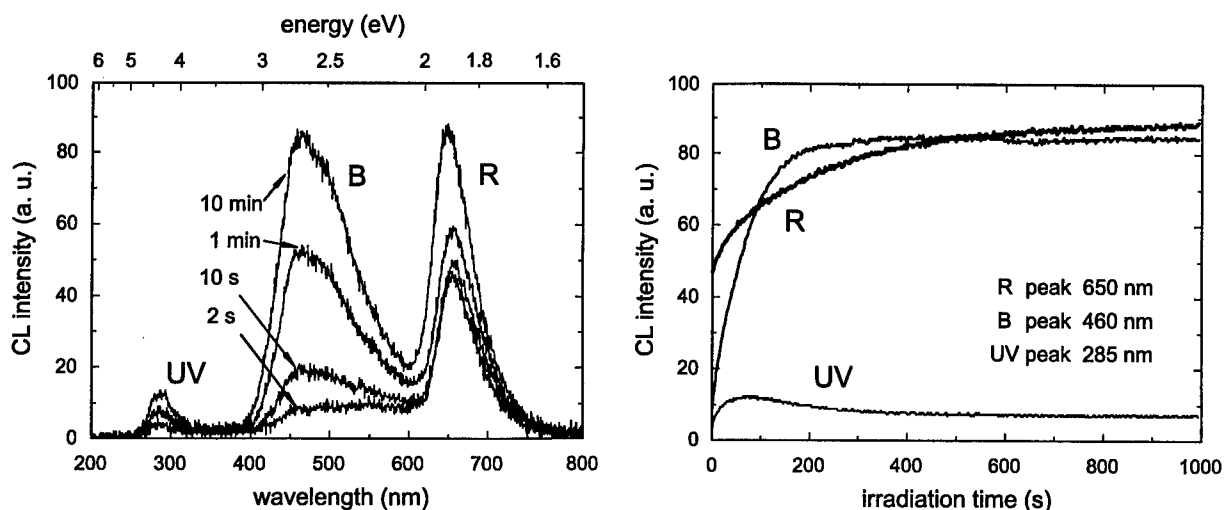 energy (eV)
6 5 4 3 2.5 2 1.8 1.6
100
80
60
40
20
0
CL intensity (a. u.)
B
R
10 min
1 min
10 s
2 s
UV
200 300 400 500 600 700 800
wavelength (nm)
100
80
60
40
20
0
CL intensity (a. u.)
B
R
R peak 650 nm
B peak 460 nm
UV peak 285 nm
UV
0 200 400 600 800 1000
irradiation time (s)